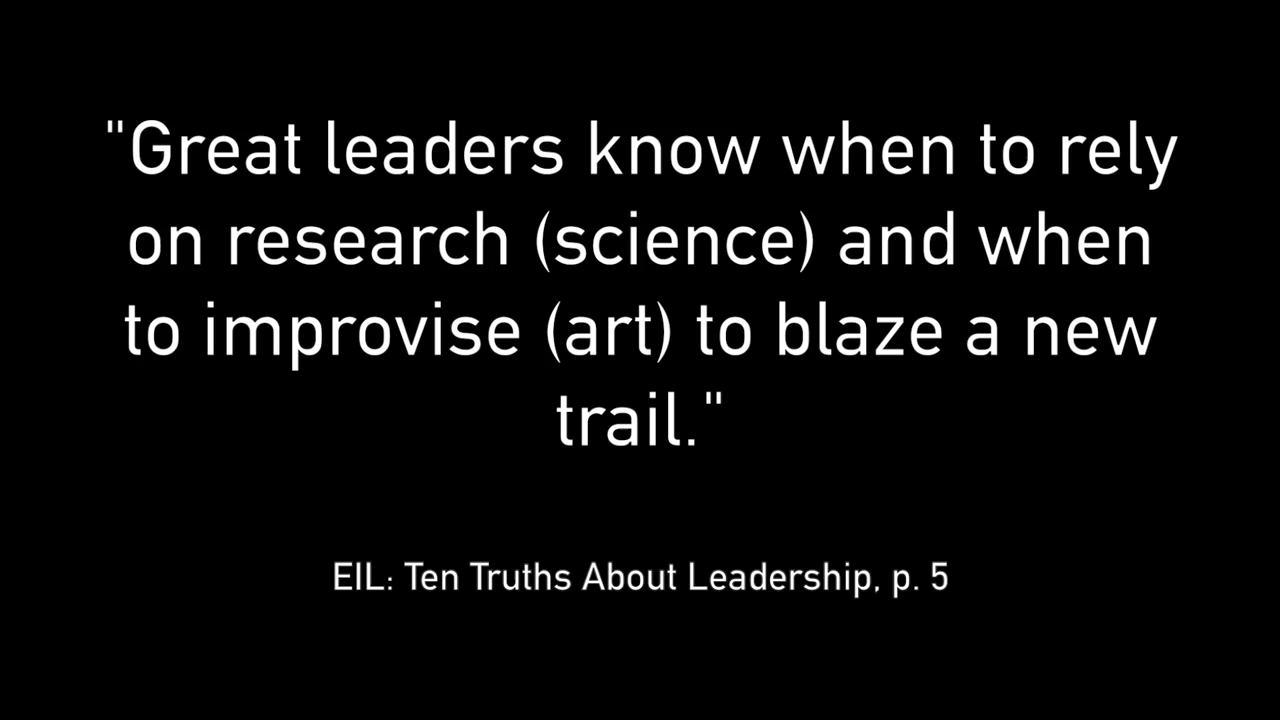 "Great leaders know when to rely
on research (science) and when
to improvise (art) to blaze a new
trail."
EIL: Ten Truths About Leadership, p. 5